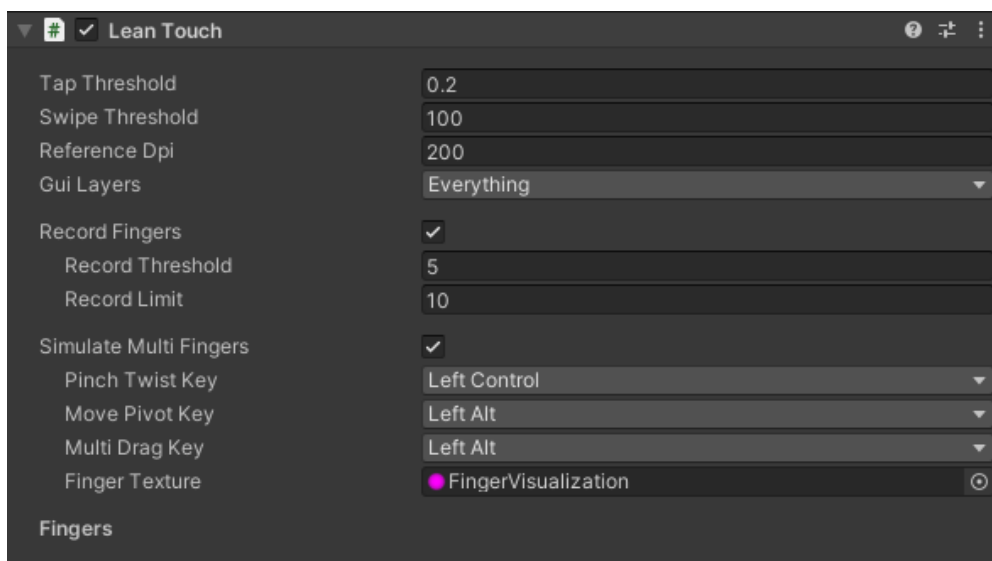 Lean Touch
Tap Threshold 0.2
Swipe Threshold 100
Reference Dpi 200
Gui Layers Everything
Record Fingers
Record Threshold 5
Record Limit 10
Simulate Multi Fingers
Pinch Twist Key Left Control
Move Pivot Key Left Alt
Multi Drag Key Left Alt
Finger Texture FingerVisualization
Fingers